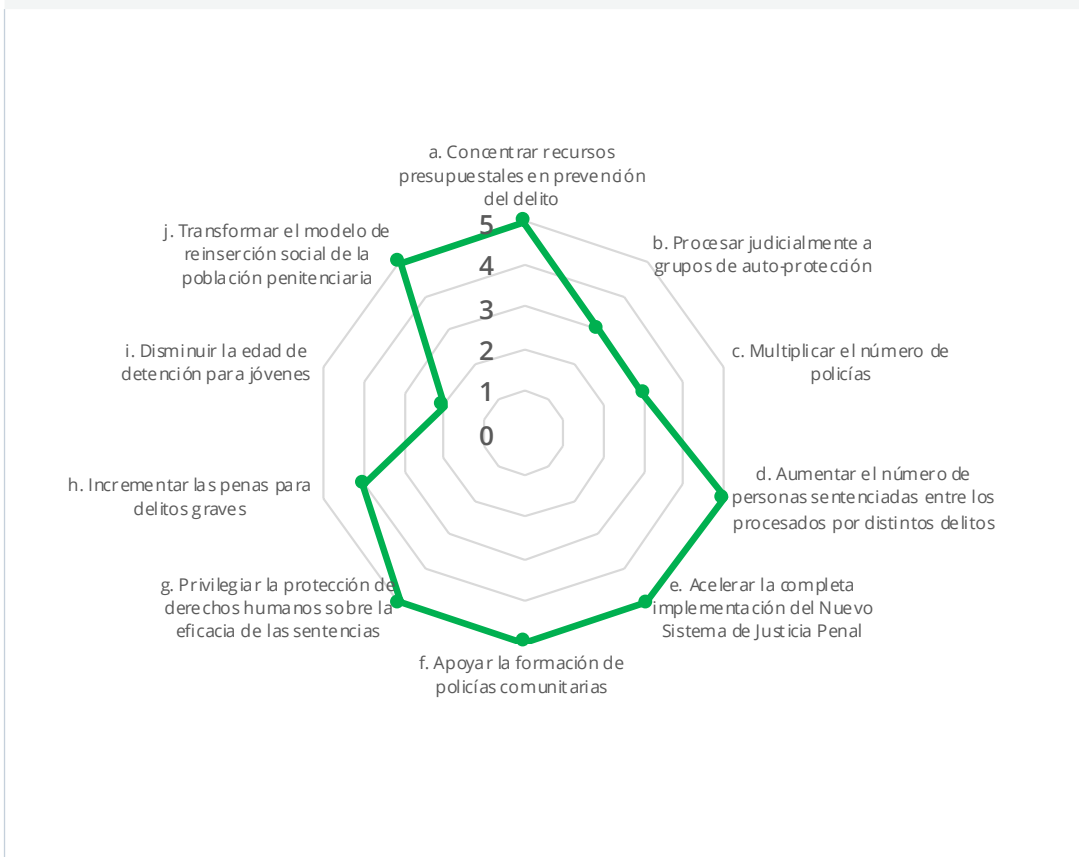 a. Concentrar recursos
presupuestales en prevención
del delito
b. Procesar judicialmente a
grupos de auto-protección
c. Multiplicar el número de
policías
d. Aumentar el número de
personas sentenciadas entre los
procesados por distintos delitos
e. Acelerar la completa
implementación del Nuevo
Sistema de Justicia Penal
f. Apoyar la formación de
policías comunitarias
g. Privilegiar la protección de
derechos humanos sobre la
eficacia de las sentencias
h. Incrementar las penas para
delitos graves
i. Disminuir la edad de
detención para jóvenes
j. Transformar el modelo de
reinserción social de la
población penitenciaria
5
4
3
2
1
0